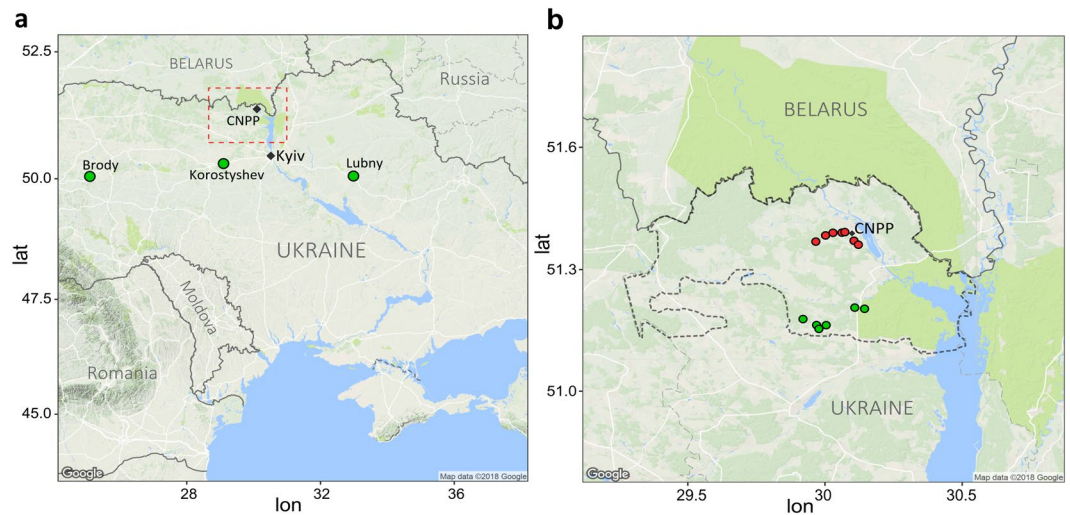 a
52.5
50.0
47.5
45.0
lat
28
32
36
lon
BELARUS
Russia
CNPP
Kyiv
Brody
Korostyshev
Lubny
UKRAINE
Moldova
Romania
Google
Map data ©2018 Google
b
51.6
51.3
51.0
lat
29.5
30
30.5
lon
BELARUS
CNPP
UKRAINE
Google
Map data ©2018 Google